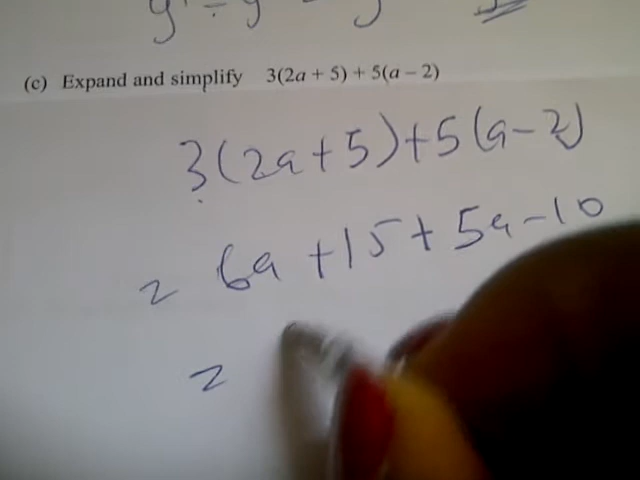 (c) Expand and simplify 3(2a + 5) + 5(a – 2)
3(2a+5)+5(a-2)
= 6a +15+ 5a-10
=